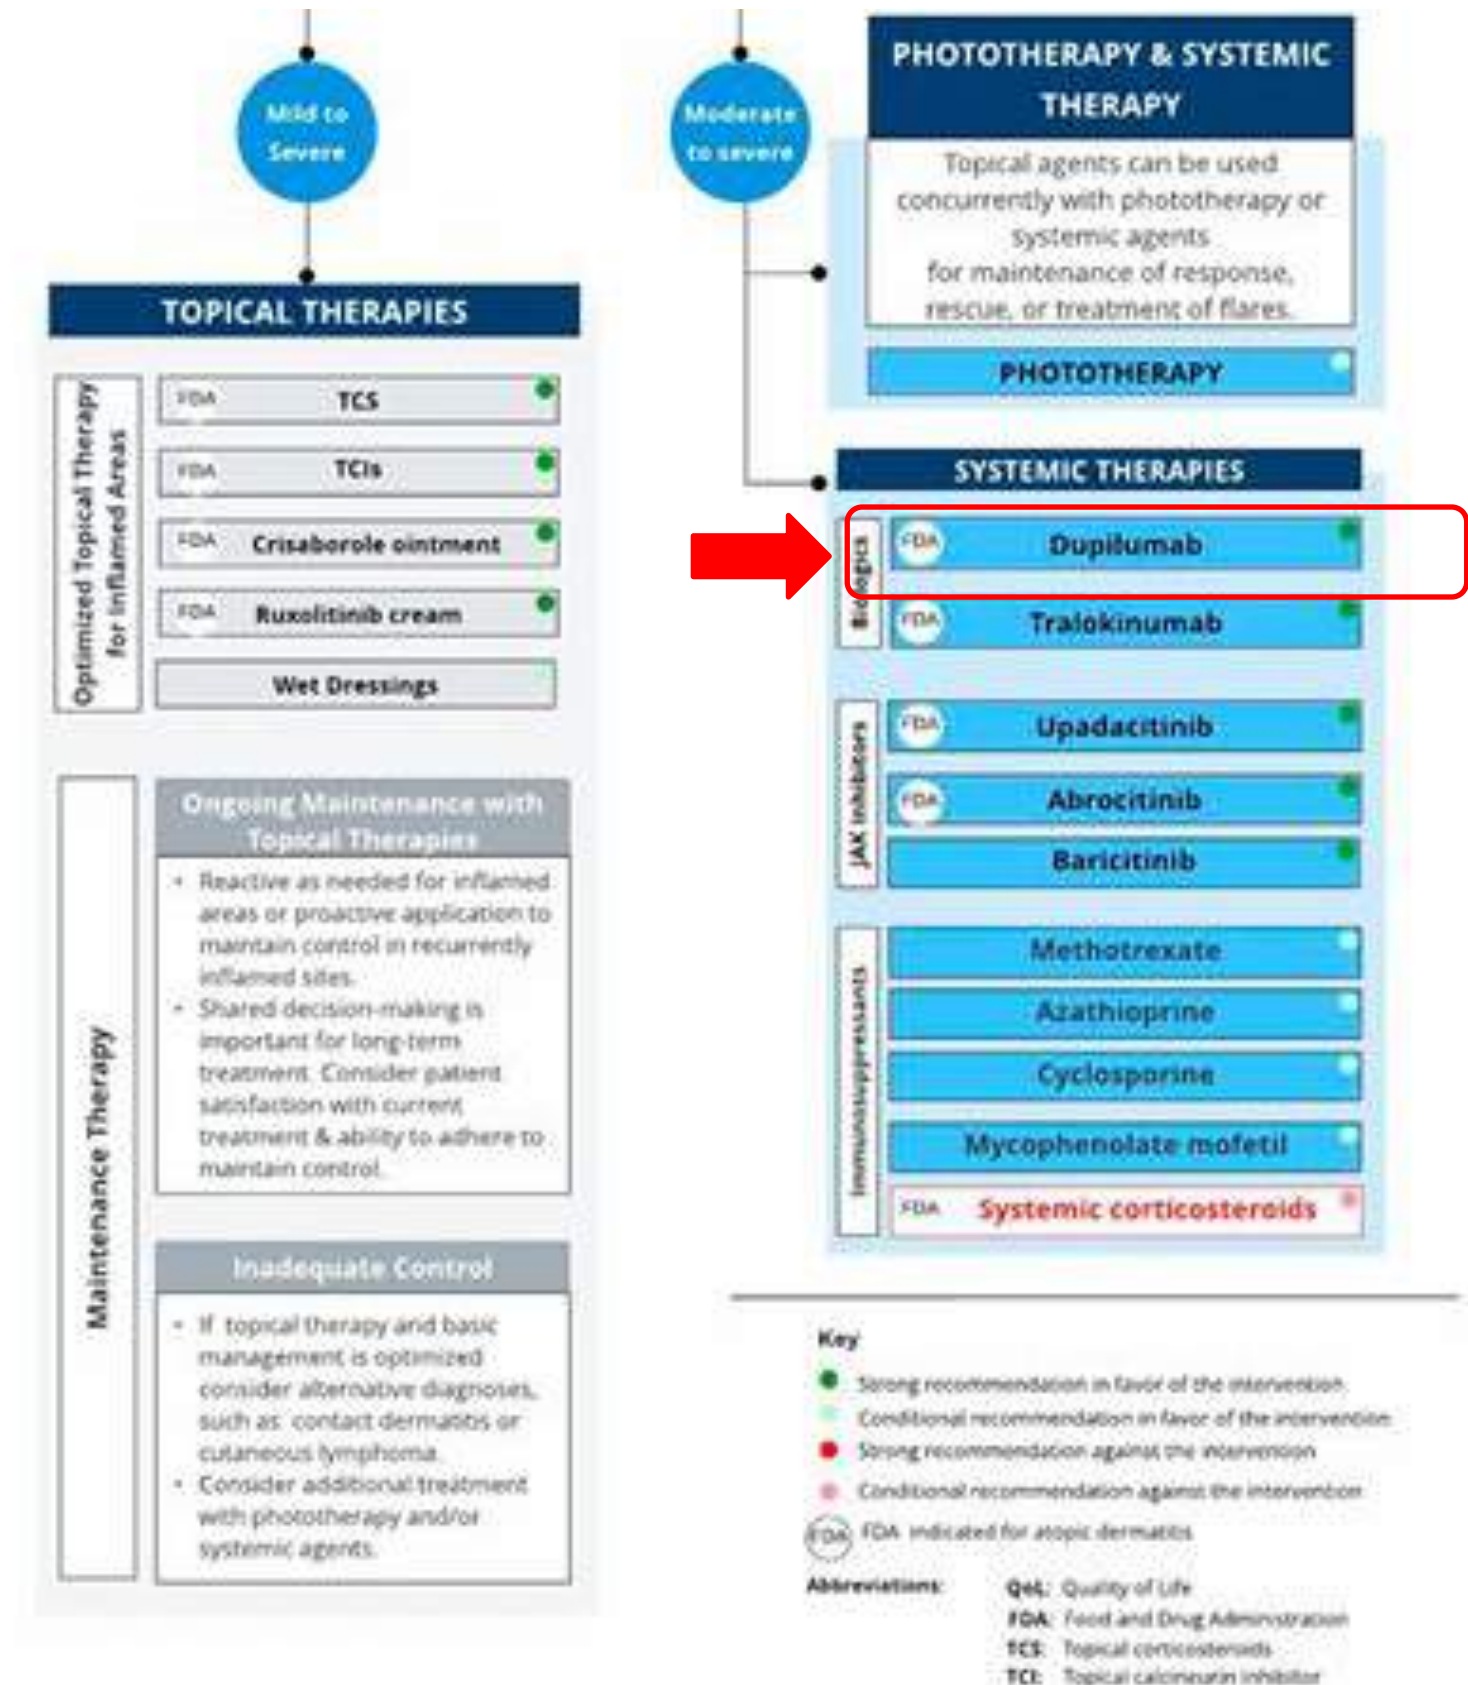 Mild to
Severe
TOPICAL THERAPIES
Optimized Topical Therapy
for Inflamed Areas
FDA TCS
FDA TCIs
FDA Crisaborole ointment
FDA Ruxolitinib cream
Wet Dressings
Maintenance Therapy
Ongoing Maintenance with
Topical Therapies
• Reactive as needed for inflamed
areas or proactive application to
maintain control in recurrently
inflamed sites.
• Shared decision-making is
important for long-term
treatment. Consider patient
satisfaction with current
treatment & ability to adhere to
maintain control.
Inadequate Control
• If topical therapy and basic
management is optimized
consider alternative diagnoses,
such as contact dermatitis or
cutaneous lymphoma.
• Consider additional treatment
with phototherapy and/or
systemic agents.
Moderate
to severe
PHOTOTHERAPY & SYSTEMIC
THERAPY
Topical agents can be used
concurrently with phototherapy or
systemic agents
for maintenance of response,
rescue, or treatment of flares.
PHOTOTHERAPY
SYSTEMIC THERAPIES
Biologics
FDA Dupilumab
FDA Tralokinumab
JAK Inhibitors
FDA Upadacitinib
FDA Abrocitinib
Baricitinib
Immunosuppressants
Methotrexate
Azathioprine
Cyclosporine
Mycophenolate mofetil
FDA Systemic corticosteroids
Key
Strong recommendation in favor of the intervention
Conditional recommendation in favor of the intervention
Strong recommendation against the intervention
Conditional recommendation against the intervention
FDA FDA indicated for atopic dermatitis
Abbreviations: QoL: Quality of Life
FDA: Food and Drug Administration
TCS: Topical corticosteroids
TCI: Topical calcineurin inhibitor